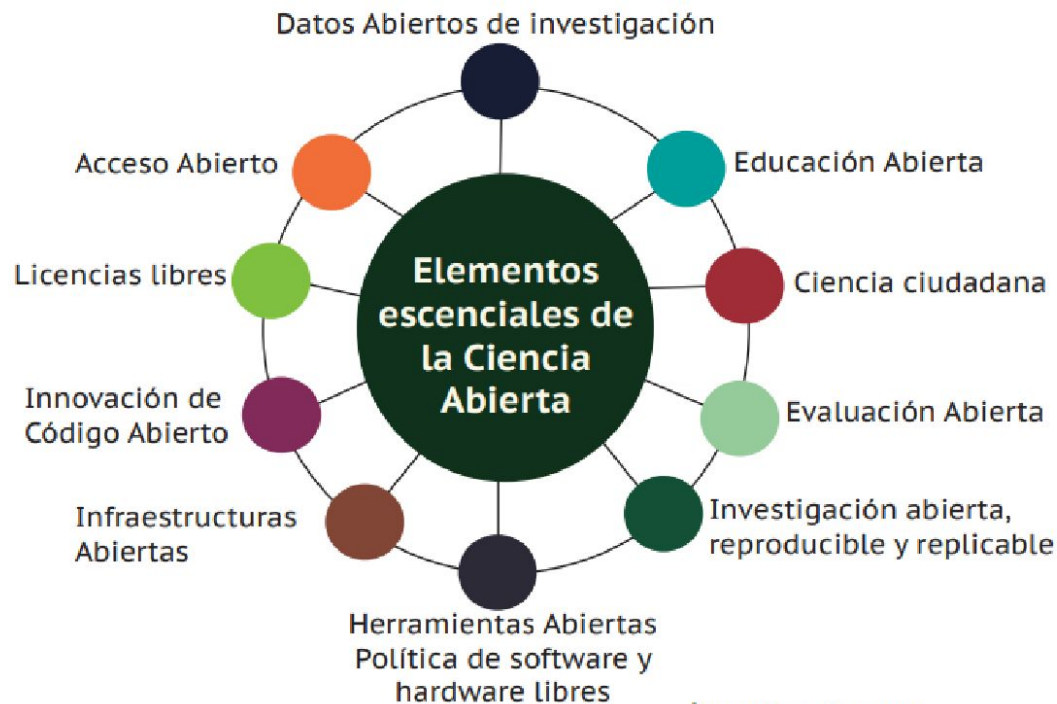 Datos Abiertos de investigación
Acceso Abierto
Educación Abierta
Licencias libres
Elementos
escenciales de
la Ciencia
Abierta
Ciencia ciudadana
Innovación de
Código Abierto
Evaluación Abierta
Infraestructuras
Abiertas
Investigación abierta,
reproducible y replicable
Herramientas Abiertas
Política de software y
hardware libres